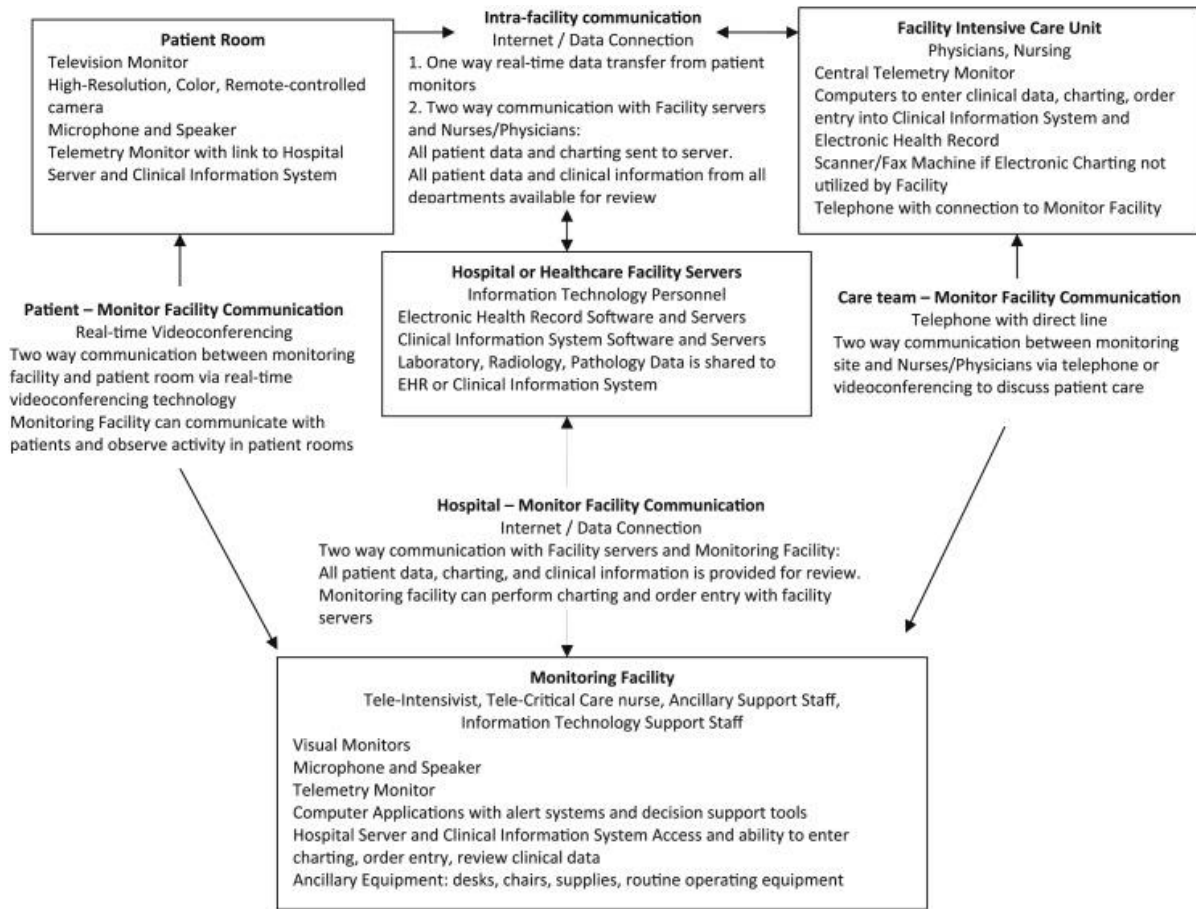 Patient Room
Television Monitor
High-Resolution, Color, Remote-controlled
camera
Microphone and Speaker
Telemetry Monitor with link to Hospital
Server and Clinical Information System
Intra-facility communication
Internet / Data Connection
1. One way real-time data transfer from patient
monitors
2. Two way communication with Facility servers
and Nurses/Physicians:
All patient data and charting sent to server.
All patient data and clinical information from all
departments available for review
Facility Intensive Care Unit
Physicians, Nursing
Central Telemetry Monitor
Computers to enter clinical data, charting, order
entry into Clinical Information System and
Electronic Health Record
Scanner/Fax Machine if Electronic Charting not
utilized by Facility
Telephone with connection to Monitor Facility
Patient – Monitor Facility Communication
Real-time Videoconferencing
Two way communication between monitoring
facility and patient room via real-time
videoconferencing technology
Monitoring Facility can communicate with
patients and observe activity in patient rooms
Hospital or Healthcare Facility Servers
Information Technology Personnel
Electronic Health Record Software and Servers
Clinical Information System Software and Servers
Laboratory, Radiology, Pathology Data is shared to
EHR or Clinical Information System
Care team – Monitor Facility Communication
Telephone with direct line
Two way communication between monitoring
site and Nurses/Physicians via telephone or
videoconferencing to discuss patient care
Hospital – Monitor Facility Communication
Internet / Data Connection
Two way communication with Facility servers and Monitoring Facility:
All patient data, charting, and clinical information is provided for review.
Monitoring facility can perform charting and order entry with facility
servers
Monitoring Facility
Tele-Intensivist, Tele-Critical Care nurse, Ancillary Support Staff,
Information Technology Support Staff
Visual Monitors
Microphone and Speaker
Telemetry Monitor
Computer Applications with alert systems and decision support tools
Hospital Server and Clinical Information System Access and ability to enter
charting, order entry, review clinical data
Ancillary Equipment: desks, chairs, supplies, routine operating equipment